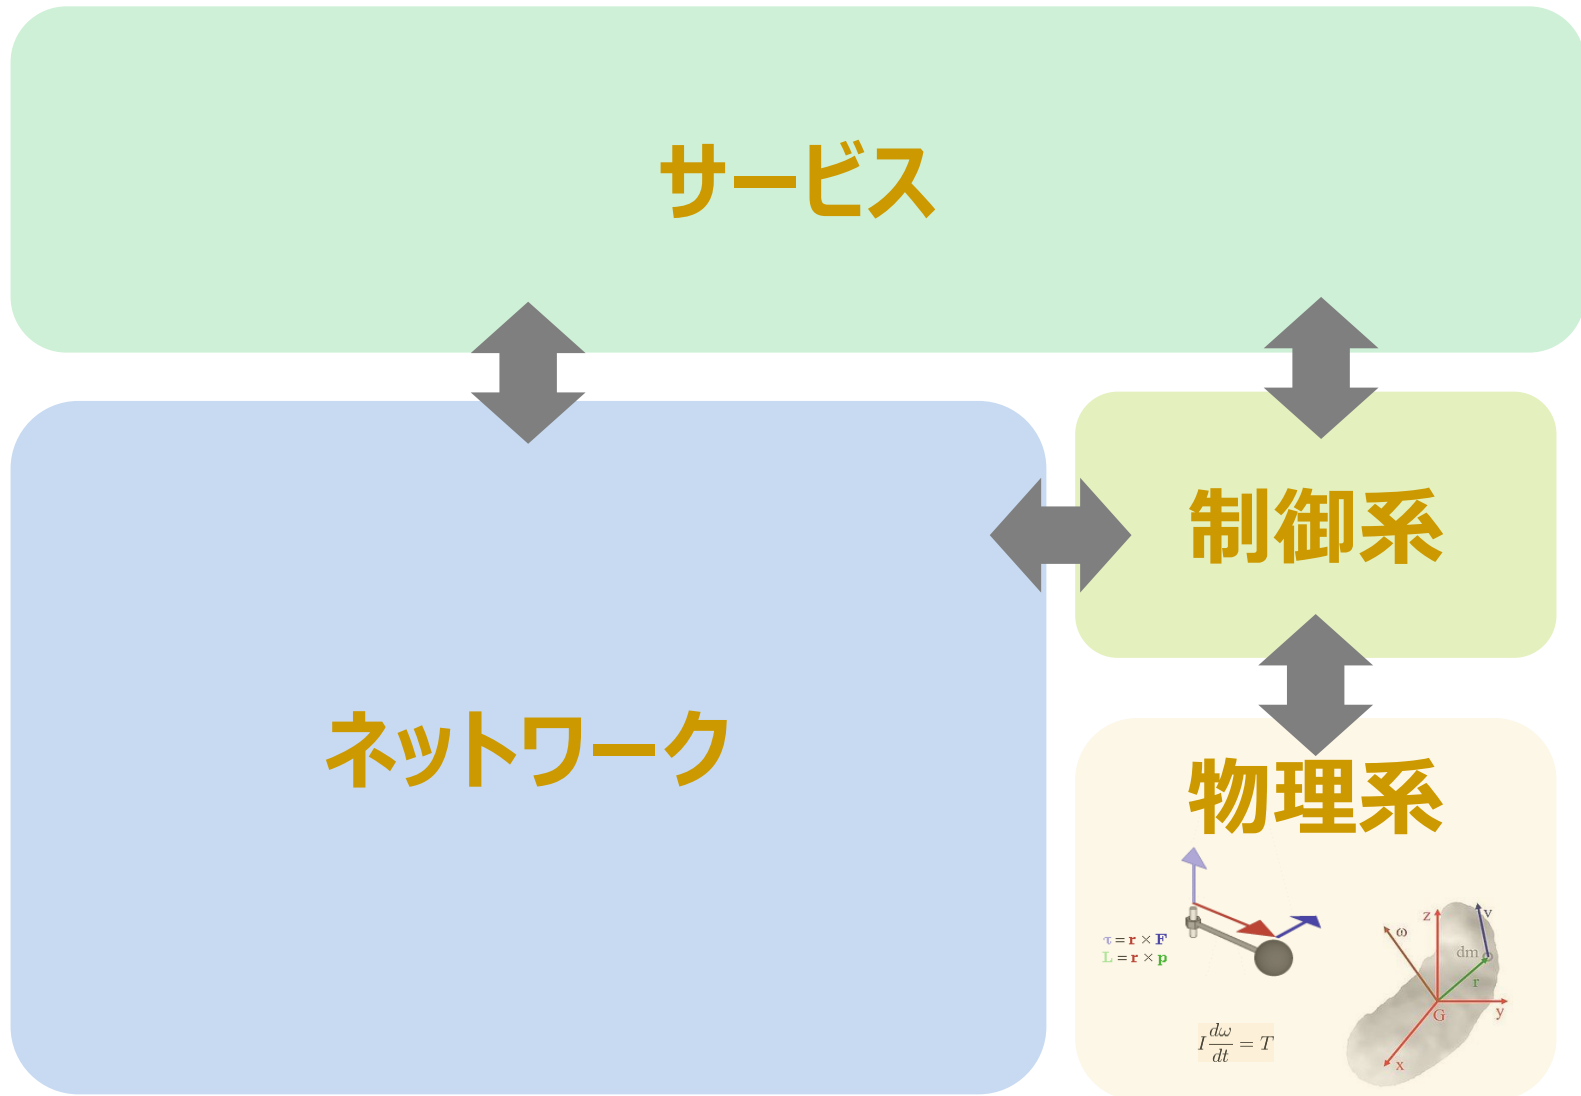 サービス
制御系
ネットワーク
物理系
τ = r × F
L = r × p
I dω/dt = T
z
v
ω
dm
r
G
y
x